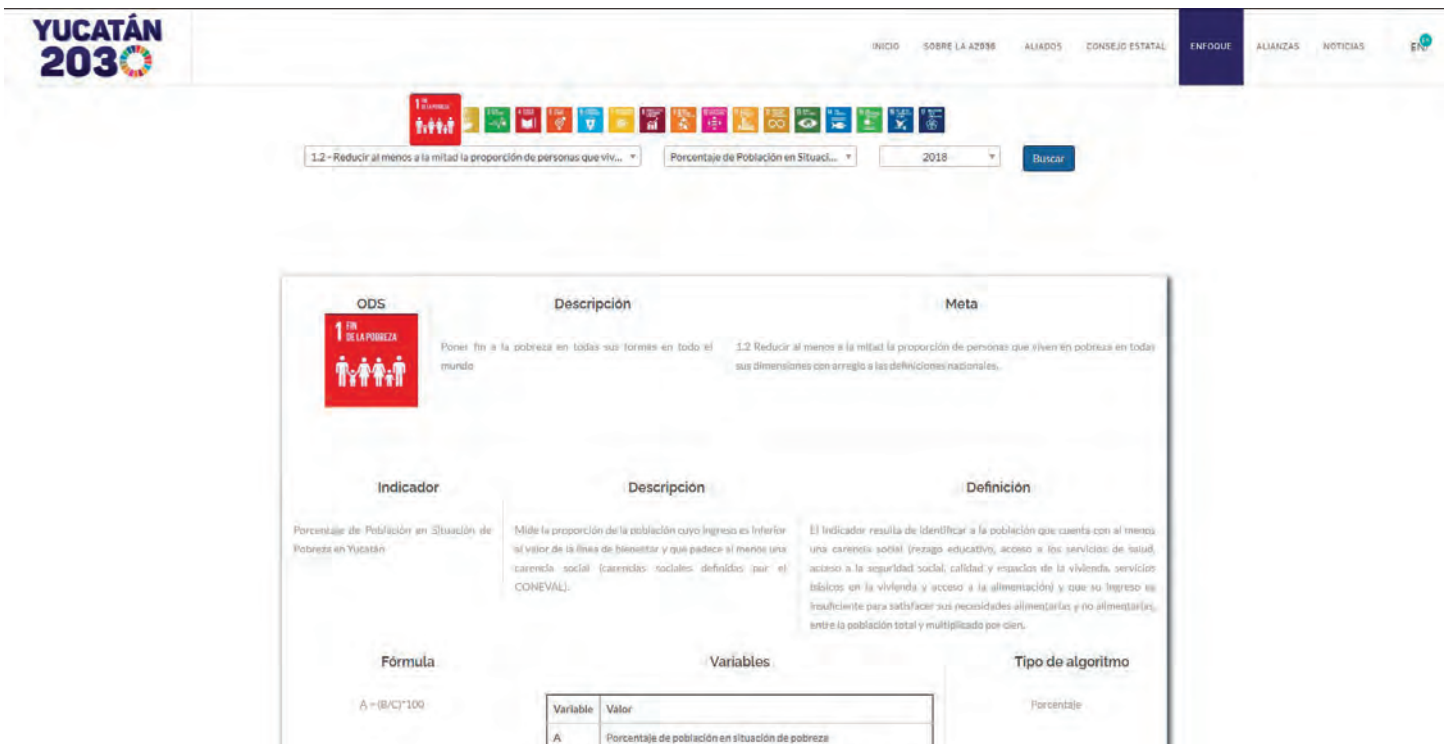 YUCATÁN
2030
INICIO SOBRE LA A2030 ALIADOS CONSEJO ESTATAL ENFOQUE ALIANZAS NOTICIAS EN
1 FIN
DE LA POBREZA
1.2 - Reducir al menos a la mitad la proporción de personas que viv... Porcentaje de Población en Situaci... 2018 Buscar
ODS Descripción Meta
1 FIN
DE LA POBREZA
Poner fin a la pobreza en todas sus formas en todo el
mundo
1.2 Reducir al menos a la mitad la proporción de personas que viven en pobreza en todas
sus dimensiones con arreglo a las definiciones nacionales.
Indicador Descripción Definición
Porcentaje de Población en Situación de
Pobreza en Yucatán
Mide la proporción de la población cuyo ingreso es inferior
al valor de la línea de bienestar y que padece al menos una
carencia social (carencias sociales definidas por el
CONEVAL).
El Indicador resulta de identificar a la población que cuenta con al menos
una carencia social (rezago educativo, acceso a los servicios de salud,
acceso a la seguridad social, calidad y espacios de la vivienda, servicios
básicos en la vivienda y acceso a la alimentación) y que su ingreso es
insuficiente para satisfacer sus necesidades alimentarias y no alimentarias,
entre la población total y multiplicado por cien.
Fórmula Variables Tipo de algoritmo
A = (B/C)*100
Variable Valor
A Porcentaje de población en situación de pobreza
Porcentaje